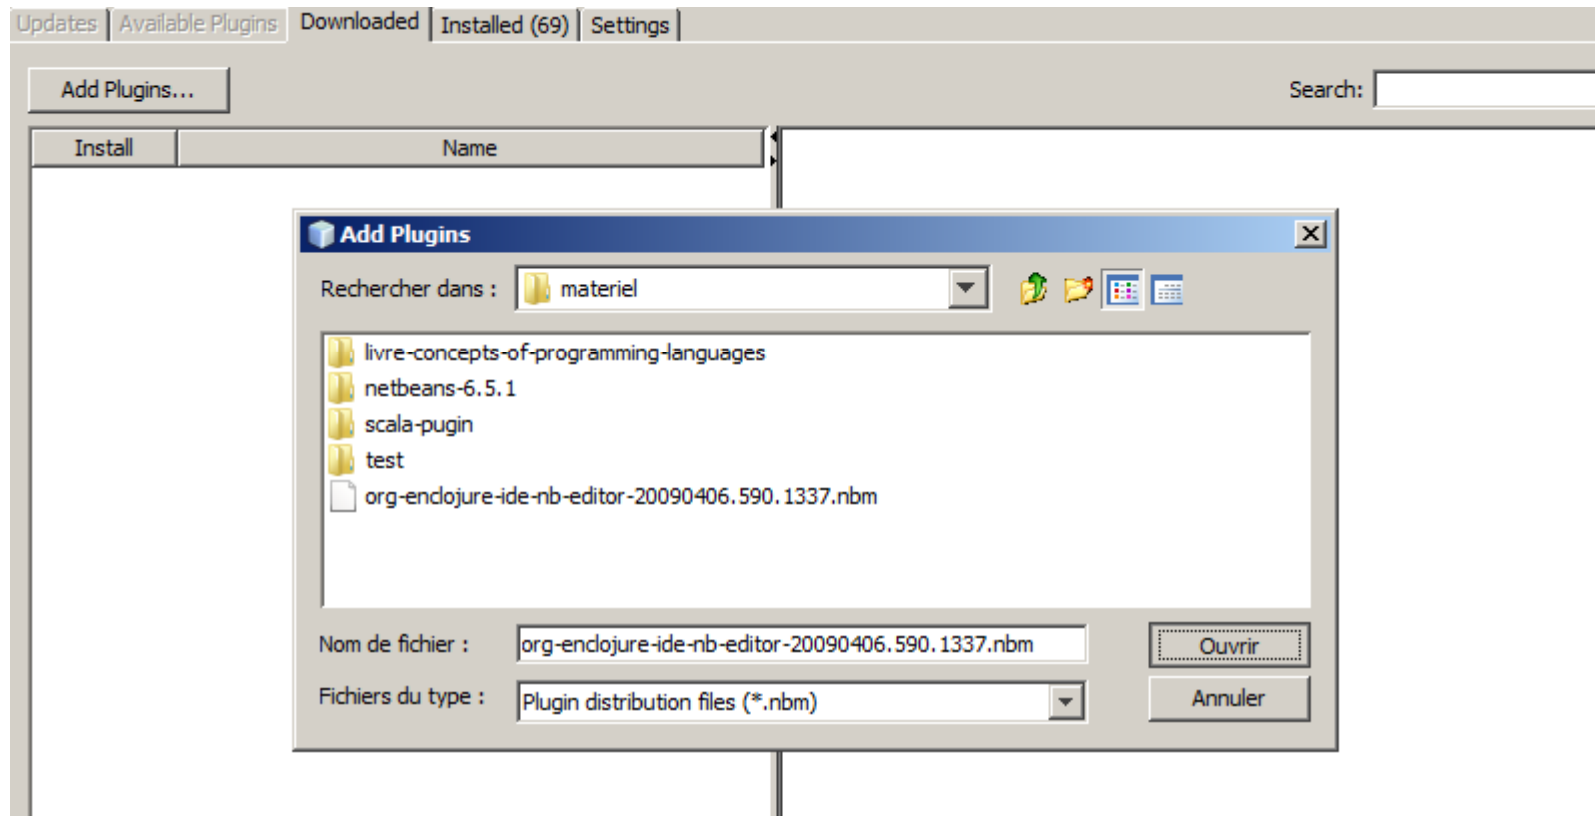 Updates Available Plugins Downloaded Installed (69) Settings
Add Plugins... Search:
Install Name
Add Plugins
Rechercher dans : materiel
livre-concepts-of-programming-languages
netbeans-6.5.1
scala-pugin
test
org-enclojure-ide-nb-editor-20090406.590.1337.nbm
Nom de fichier : org-enclojure-ide-nb-editor-20090406.590.1337.nbm Ouvrir
Fichiers du type : Plugin distribution files (*.nbm) Annuler